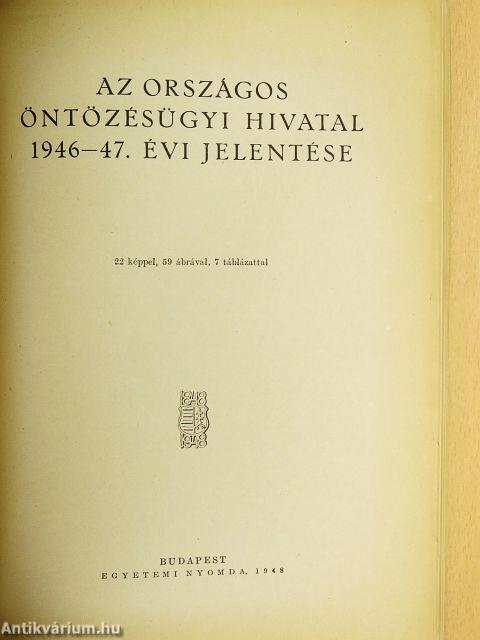 AZ ORSZÁGOS
ÖNTÖZÉSÜGYI HIVATAL
1946–47. ÉVI JELENTÉSE
22 képpel, 59 ábrával, 7 táblázattal
BUDAPEST
EGYETEMI NYOMDA, 1948
Antikvárium.hu